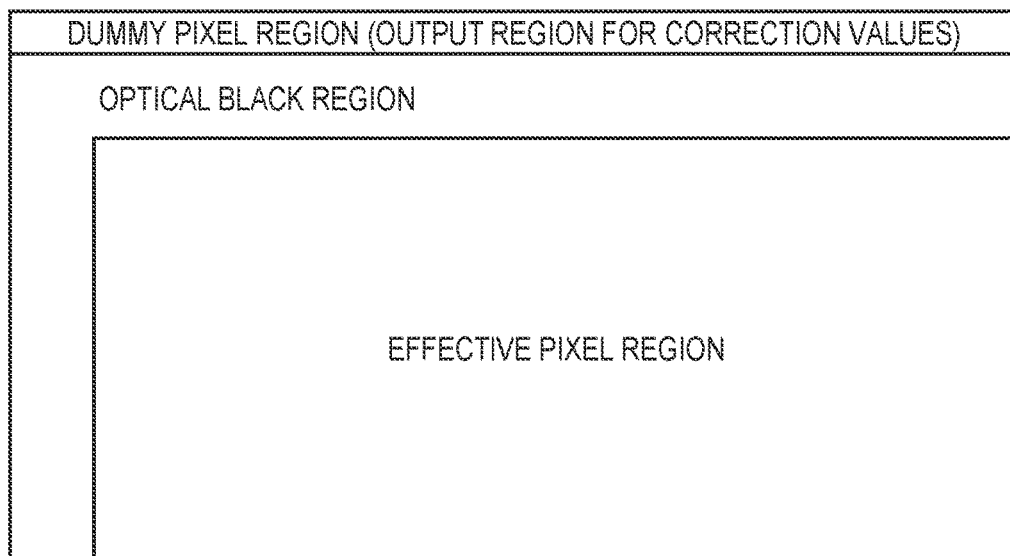 DUMMY PIXEL REGION (OUTPUT REGION FOR CORRECTION VALUES)
OPTICAL BLACK REGION
EFFECTIVE PIXEL REGION